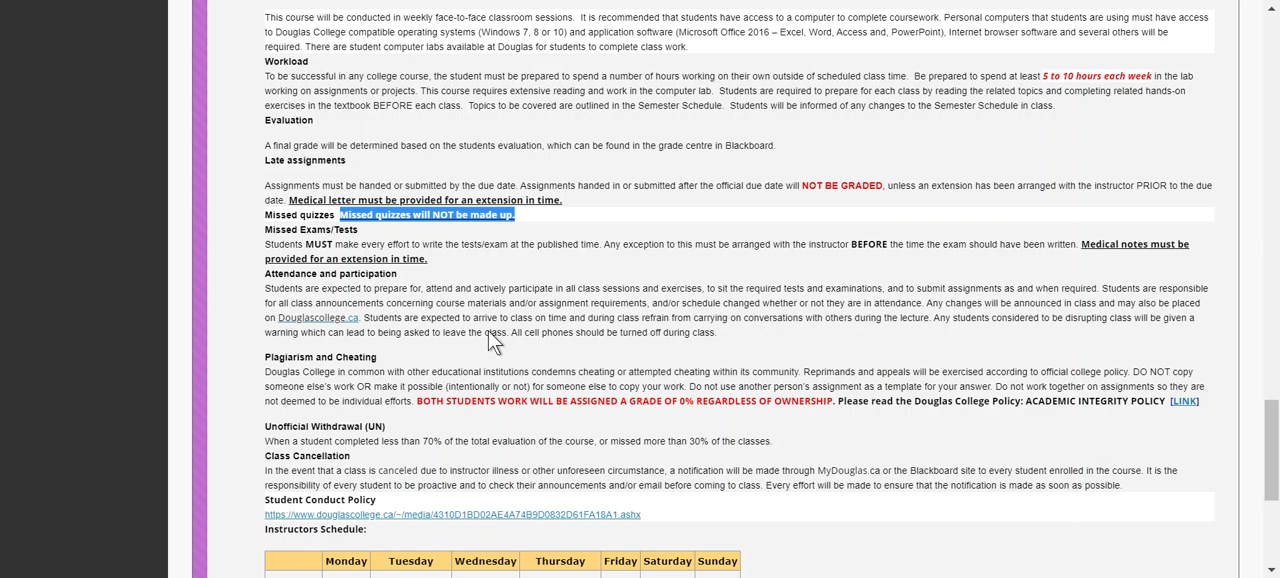 This course will be conducted in weekly face-to-face classroom sessions.  It is recommended that students have access to a computer to complete coursework. Personal computers that students are using must have access
to Douglas College compatible operating systems (Windows 7, 8 or 10) and application software (Microsoft Office 2016 – Excel, Word, Access and, PowerPoint), Internet browser software and several others will be
required. There are student computer labs available at Douglas for students to complete class work.
Workload
To be successful in any college course, the student must be prepared to spend a number of hours working on their own outside of scheduled class time.  Be prepared to spend at least 5 to 10 hours each week in the lab
working on assignments or projects. This course requires extensive reading and work in the computer lab.  Students are required to prepare for each class by reading the related topics and completing related hands-on
exercises in the textbook BEFORE each class.  Topics to be covered are outlined in the Semester Schedule.  Students will be informed of any changes to the Semester Schedule in class.
Evaluation
A final grade will be determined based on the students evaluation, which can be found in the grade centre in Blackboard.
Late assignments
Assignments must be handed or submitted by the due date. Assignments handed in or submitted after the official due date will NOT BE GRADED, unless an extension has been arranged with the instructor PRIOR to the due
date. Medical letter must be provided for an extension in time.
Missed quizzes  Missed quizzes will NOT be made up.
Missed Exams/Tests
Students MUST make every effort to write the tests/exam at the published time. Any exception to this must be arranged with the instructor BEFORE the time the exam should have been written. Medical notes must be
provided for an extension in time.
Attendance and participation
Students are expected to prepare for, attend and actively participate in all class sessions and exercises, to sit the required tests and examinations, and to submit assignments as and when required. Students are responsible
for all class announcements concerning course materials and/or assignment requirements, and/or schedule changed whether or not they are in attendance. Any changes will be announced in class and may also be placed
on Douglascollege.ca. Students are expected to arrive to class on time and during class refrain from carrying on conversations with others during the lecture. Any students considered to be disrupting class will be given a
warning which can lead to being asked to leave the class. All cell phones should be turned off during class.
Plagiarism and Cheating
Douglas College in common with other educational institutions condemns cheating or attempted cheating within its community. Reprimands and appeals will be exercised according to official college policy. DO NOT copy
someone else's work OR make it possible (intentionally or not) for someone else to copy your work. Do not use another person's assignment as a template for your answer. Do not work together on assignments so they are
not deemed to be individual efforts. BOTH STUDENTS WORK WILL BE ASSIGNED A GRADE OF 0% REGARDLESS OF OWNERSHIP. Please read the Douglas College Policy: ACADEMIC INTEGRITY POLICY  [LINK]
Unofficial Withdrawal (UN)
When a student completed less than 70% of the total evaluation of the course, or missed more than 30% of the classes.
Class Cancellation
In the event that a class is canceled due to instructor illness or other unforeseen circumstance, a notification will be made through MyDouglas.ca or the Blackboard site to every student enrolled in the course. It is the
responsibility of every student to be proactive and to check their announcements and/or email before coming to class. Every effort will be made to ensure that the notification is made as soon as possible.
Student Conduct Policy
https://www.douglascollege.ca/~/media/4310D1BD02AE4A74B9D0832D61FA18A1.ashx
Instructors Schedule:
Monday Tuesday Wednesday Thursday Friday Saturday Sunday